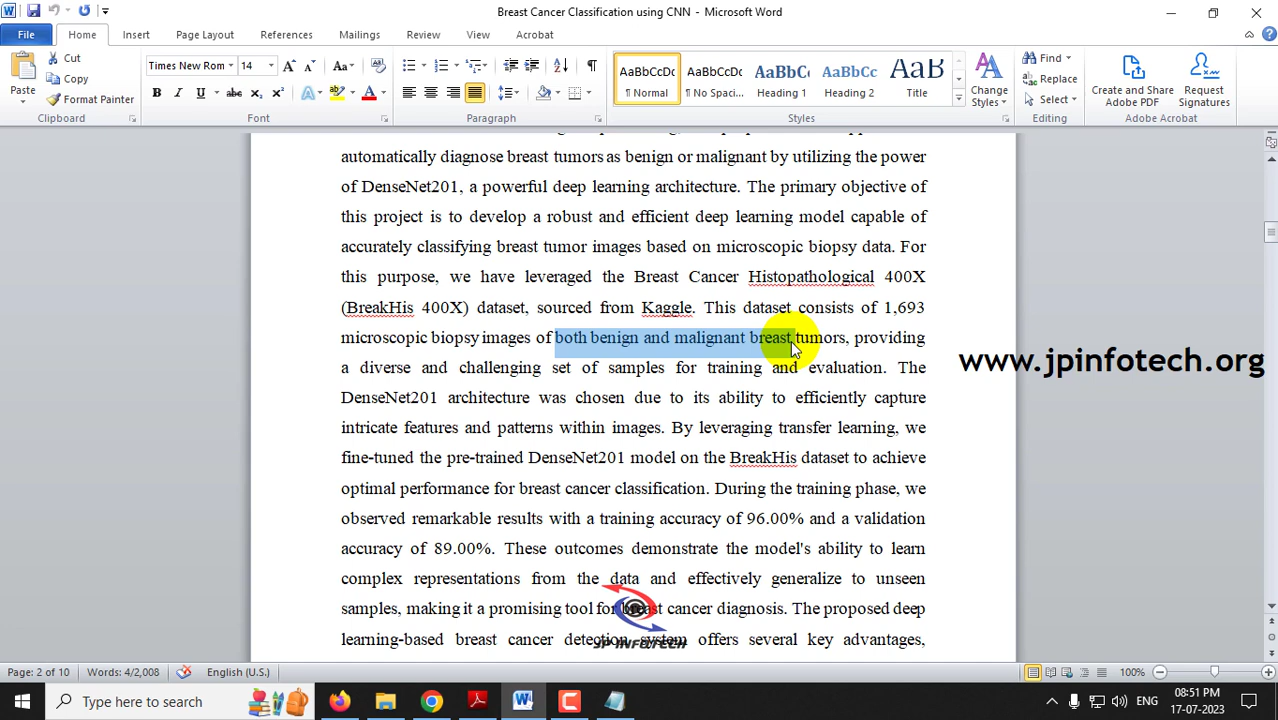 Breast Cancer Classification using CNN - Microsoft Word
File Home Insert Page Layout References Mailings Review View Acrobat
Paste
Cut
Copy
Format Painter
Clipboard
Times New Rom 14
Font
Paragraph
AaBbCcDc AaBbCcDc AaBbC AaBbCc AaB
¶ Normal ¶ No Spaci... Heading 1 Heading 2 Title
Change Styles
Styles
Find
Replace
Select
Editing
Create and Share Adobe PDF
Request Signatures
Adobe Acrobat
automatically diagnose breast tumors as benign or malignant by utilizing the power
of DenseNet201, a powerful deep learning architecture. The primary objective of
this project is to develop a robust and efficient deep learning model capable of
accurately classifying breast tumor images based on microscopic biopsy data. For
this purpose, we have leveraged the Breast Cancer Histopathological 400X
(BreakHis 400X) dataset, sourced from Kaggle. This dataset consists of 1,693
microscopic biopsy images of both benign and malignant breast tumors, providing
a diverse and challenging set of samples for training and evaluation. The
DenseNet201 architecture was chosen due to its ability to efficiently capture
intricate features and patterns within images. By leveraging transfer learning, we
fine-tuned the pre-trained DenseNet201 model on the BreakHis dataset to achieve
optimal performance for breast cancer classification. During the training phase, we
observed remarkable results with a training accuracy of 96.00% and a validation
accuracy of 89.00%. These outcomes demonstrate the model's ability to learn
complex representations from the data and effectively generalize to unseen
samples, making it a promising tool for breast cancer diagnosis. The proposed deep
learning-based breast cancer detection system offers several key advantages,
www.jpinfotech.org
JP INFOTECH
Page: 2 of 10 Words: 4/2,008 English (U.S.) 100%
Type here to search
ENG
08:51 PM
17-07-2023